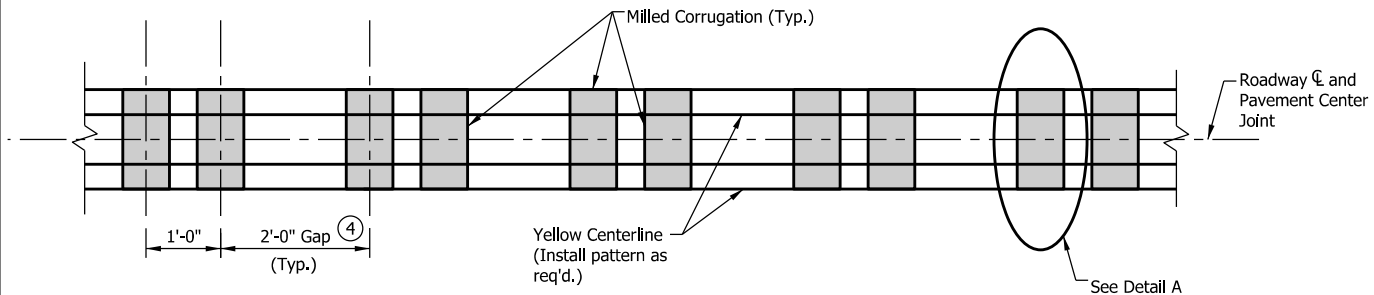 Milled Corrugation (Typ.)
Roadway ℄ and
Pavement Center
Joint
1'-0"
2'-0" Gap
4
(Typ.)
Yellow Centerline
(Install pattern as
req'd.)
See Detail A